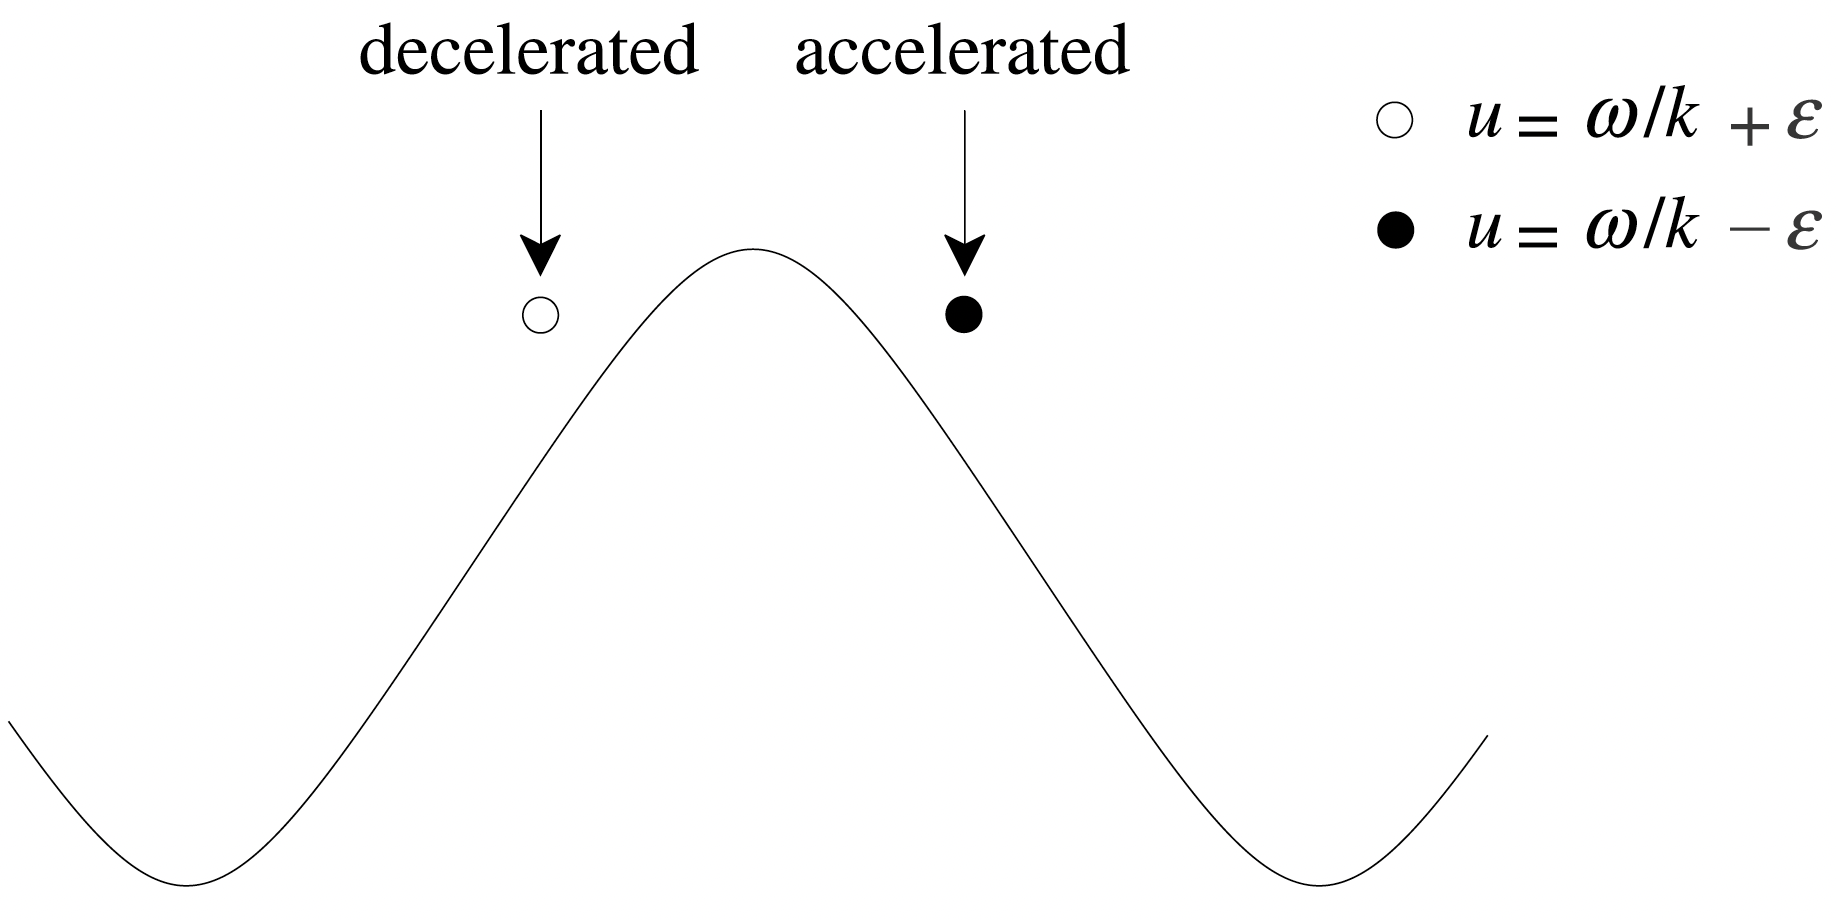 decelerated
accelerated
u = ω/k + ε
u = ω/k − ε